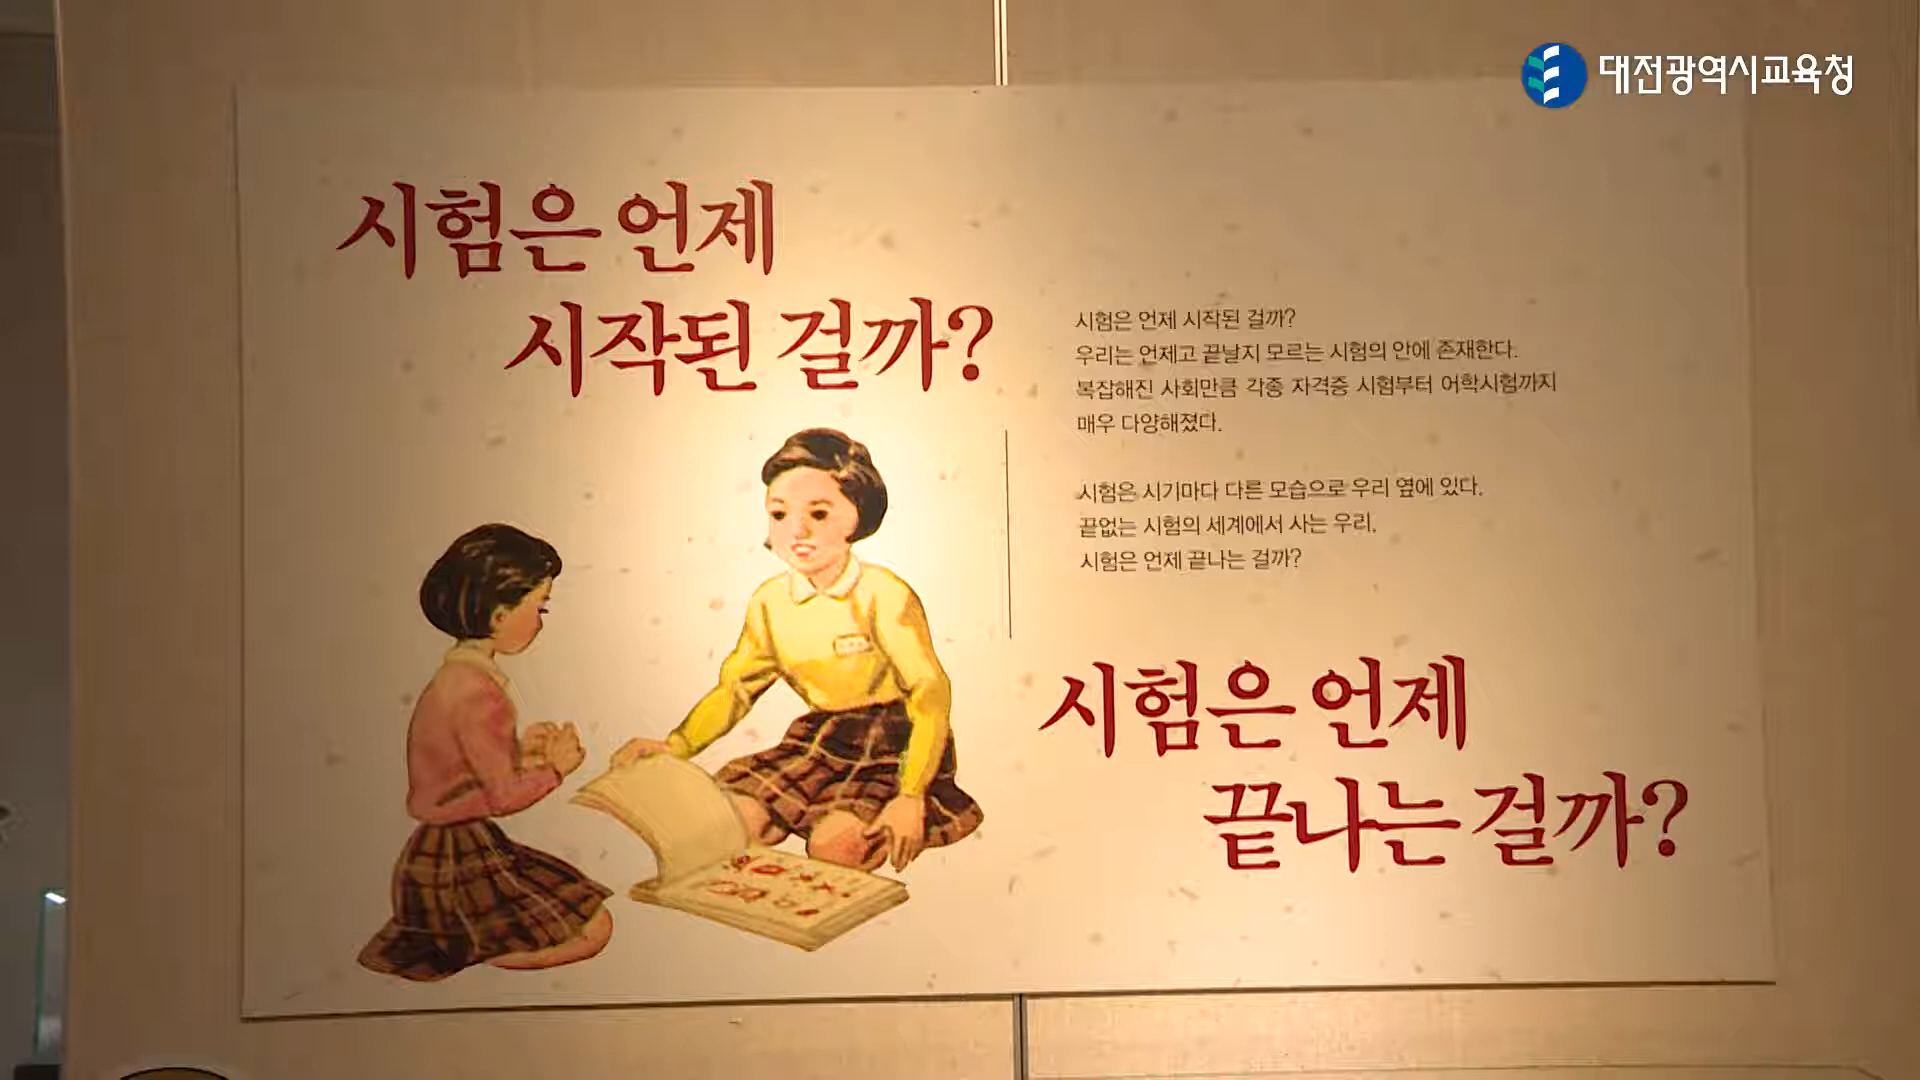 대전광역시교육청
시험은 언제
시작된 걸까?
시험은 언제 시작된 걸까?
우리는 언제고 끝날지 모르는 시험의 안에 존재한다.
복잡해진 사회만큼 각종 자격증 시험부터 어학시험까지
매우 다양해졌다.
시험은 시기마다 다른 모습으로 우리 옆에 있다.
끝없는 시험의 세계에서 사는 우리.
시험은 언제 끝나는 걸까?
시험은 언제
끝나는 걸까?